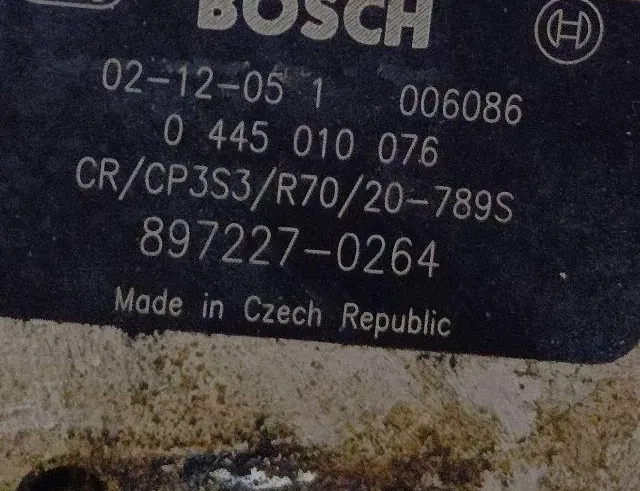 BOSCH
02-12-05 1 006086
0 445 010 076
CR/CP3S3/R70/20-789S
897227-0264
Made in Czech Republic